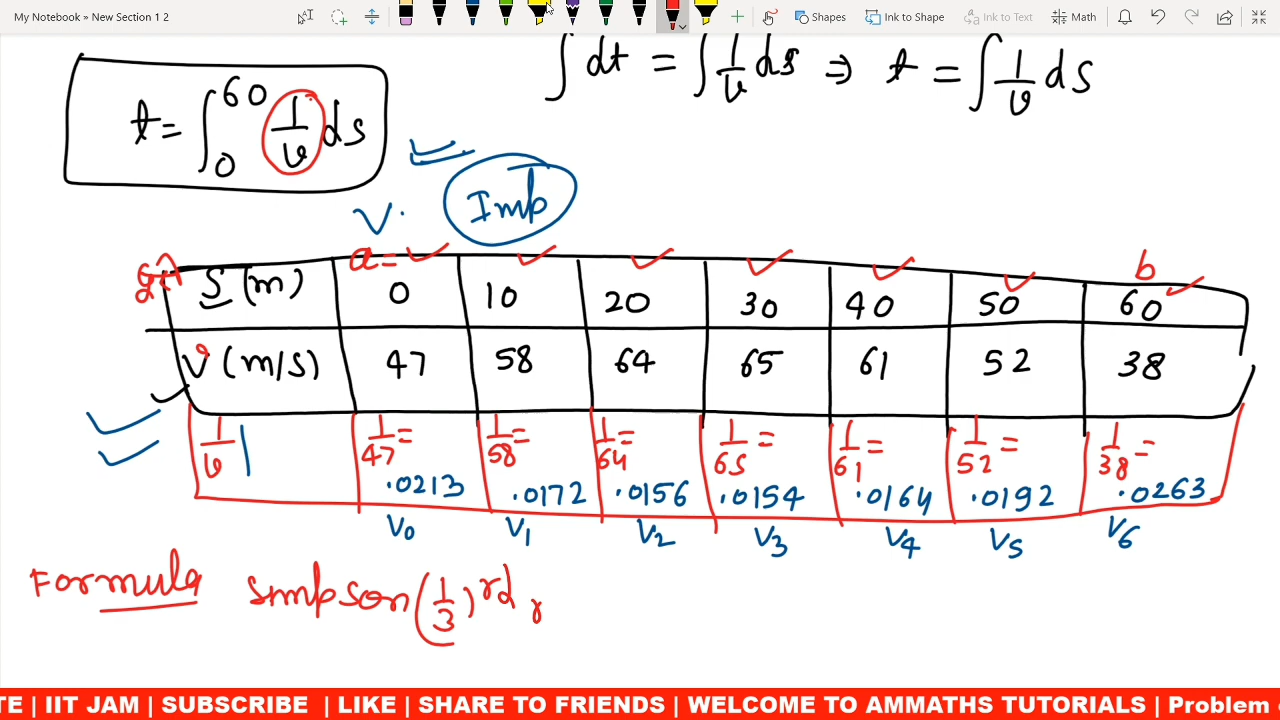 My Notebook » New Section 1 2
Shapes Ink to Shape Ink to Text Math
∫ dt = ∫ 1/v ds ⇒ t = ∫ 1/v ds
t = ∫₀⁶⁰ 1/v ds
V. Imp
a= b
S (m) 0 10 20 30 40 50 60
v (m/s) 47 58 64 65 61 52 38
1/v 1/47 = 1/58 = 1/64 = 1/65 = 1/61 = 1/52 = 1/38 =
.0213 .0172 .0156 .0154 .0164 .0192 .0263
V₀ V₁ V₂ V₃ V₄ V₅ V₆
Formula Simpson (1/3)rd r
TE | IIT JAM | SUBSCRIBE | LIKE | SHARE TO FRIENDS | WELCOME TO AMMATHS TUTORIALS | Problem